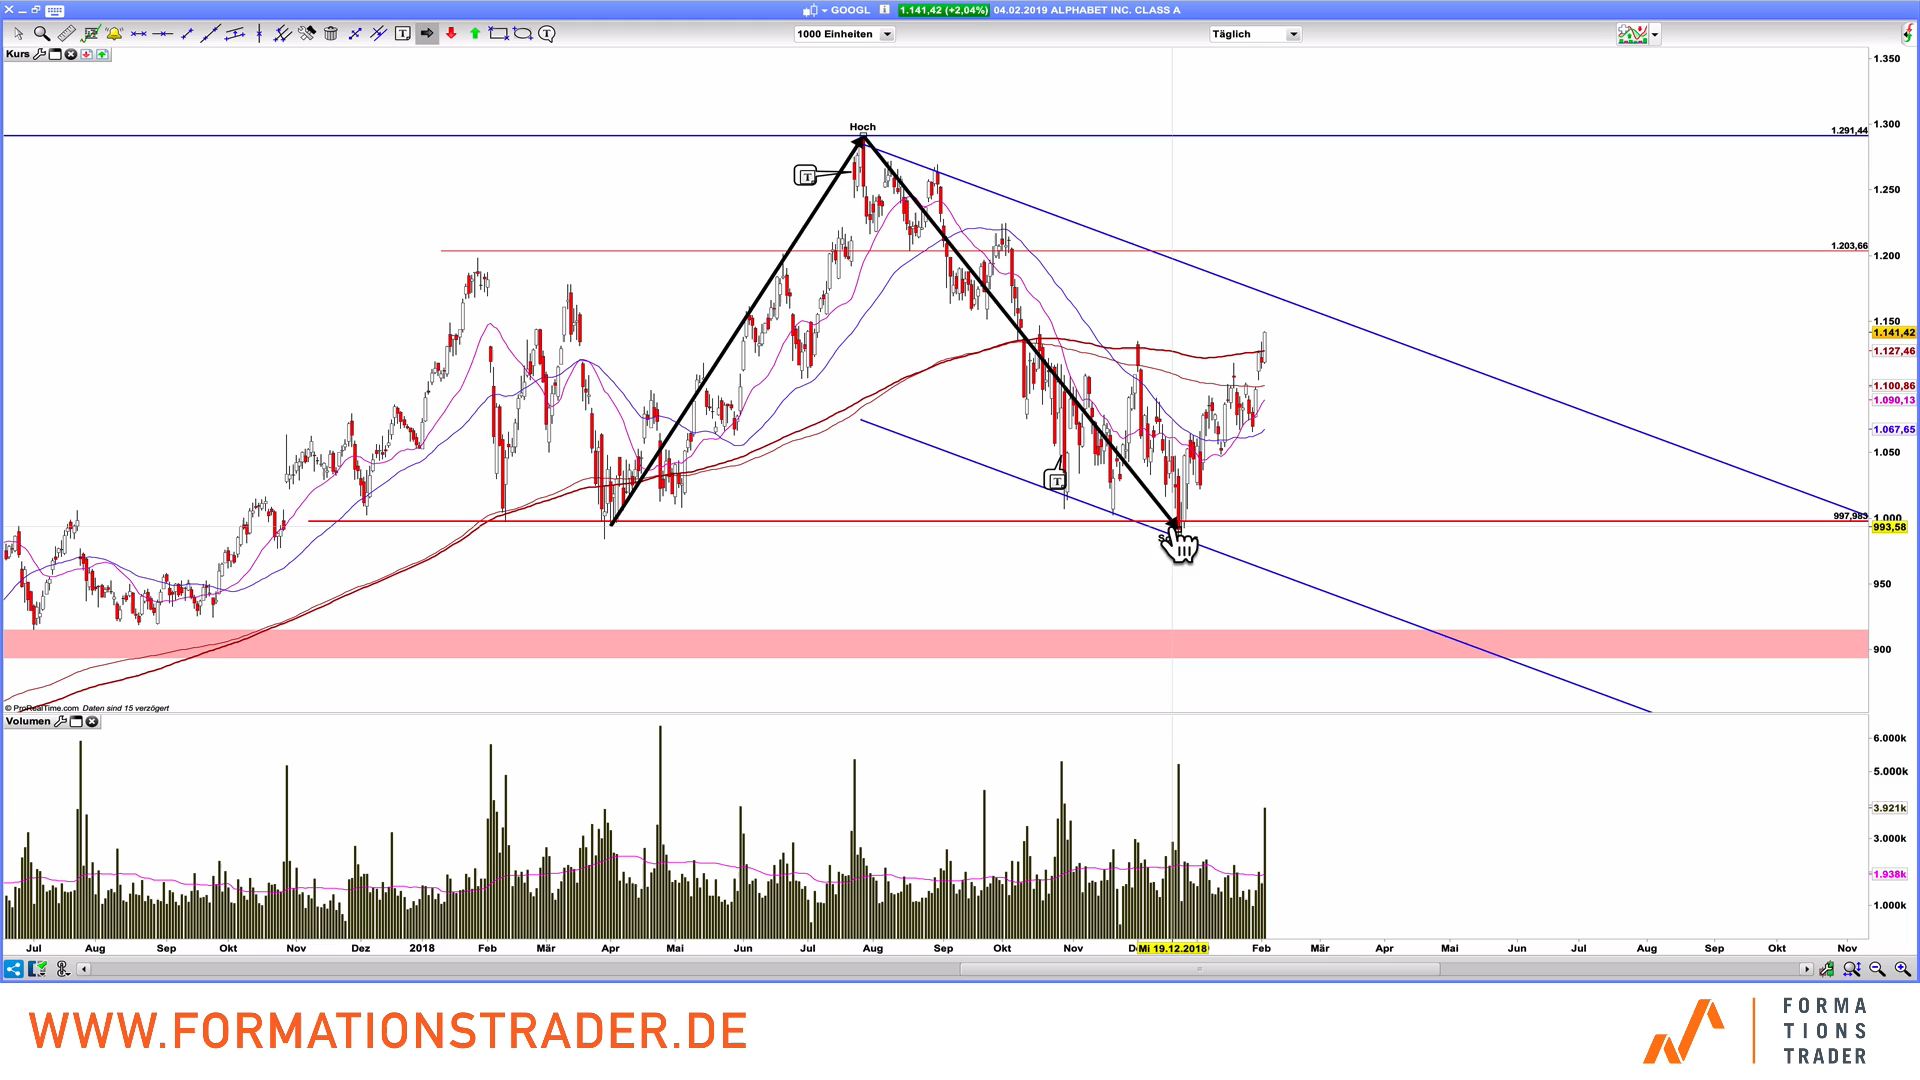 GOOGL 1.141,42 (+2,04%) 04.02.2019 ALPHABET INC. CLASS A
1000 Einheiten
Täglich
Kurs
1.350
Hoch
1.300
1.291,44
1.250
1.203,66
1.200
1.150
1.141,42
1.127,46
1.100,86
1.090,13
1.067,65
1.050
1.000
997,983
993,58
950
900
© ProRealTime.com Daten sind 15 verzögert
Volumen
6.000k
5.000k
3.921k
3.000k
1.938k
1.000k
Jul Aug Sep Okt Nov Dez 2018 Feb Mär Apr Mai Jun Jul Aug Sep Okt Nov Mi 19.12.2018 Feb Mär Apr Mai Jun Jul Aug Sep Okt Nov
WWW.FORMATIONSTRADER.DE
FORMA
TIONS
TRADER